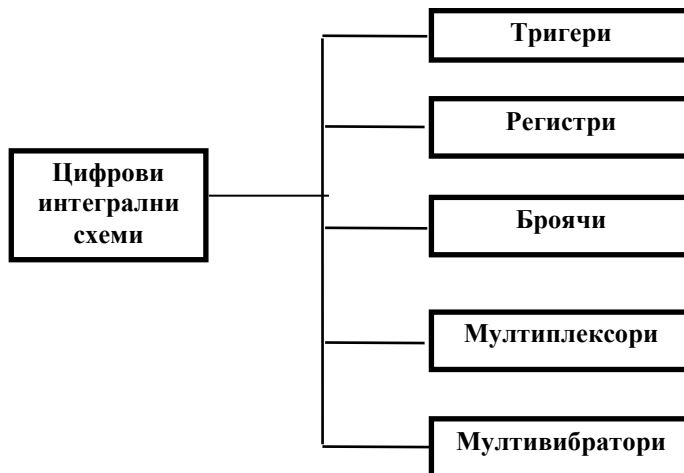 Тригери
Регистри
Цифрови
интегрални
схеми
Броячи
Мултиплексори
Мултивибратори